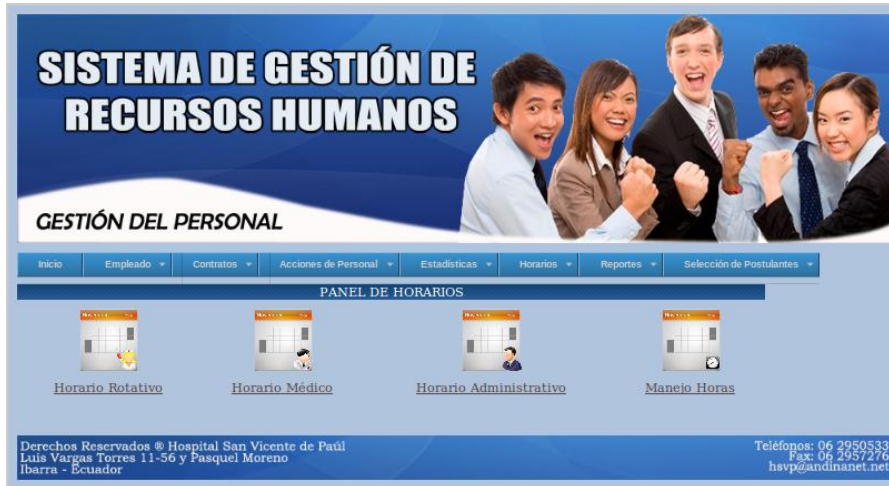 SISTEMA DE GESTIÓN DE
RECURSOS HUMANOS
GESTIÓN DEL PERSONAL
Inicio Empleado Contratos Acciones de Personal Estadísticas Horarios Reportes Selección de Postulantes
PANEL DE HORARIOS
Horario Rotativo Horario Médico Horario Administrativo Manejo Horas
Derechos Reservados ® Hospital San Vicente de Paúl
Luis Vargas Torres 11-56 y Pasquel Moreno
Ibarra - Ecuador
Teléfonos: 06 2950533
Fax: 06 2957276
hsvp@andinanet.net